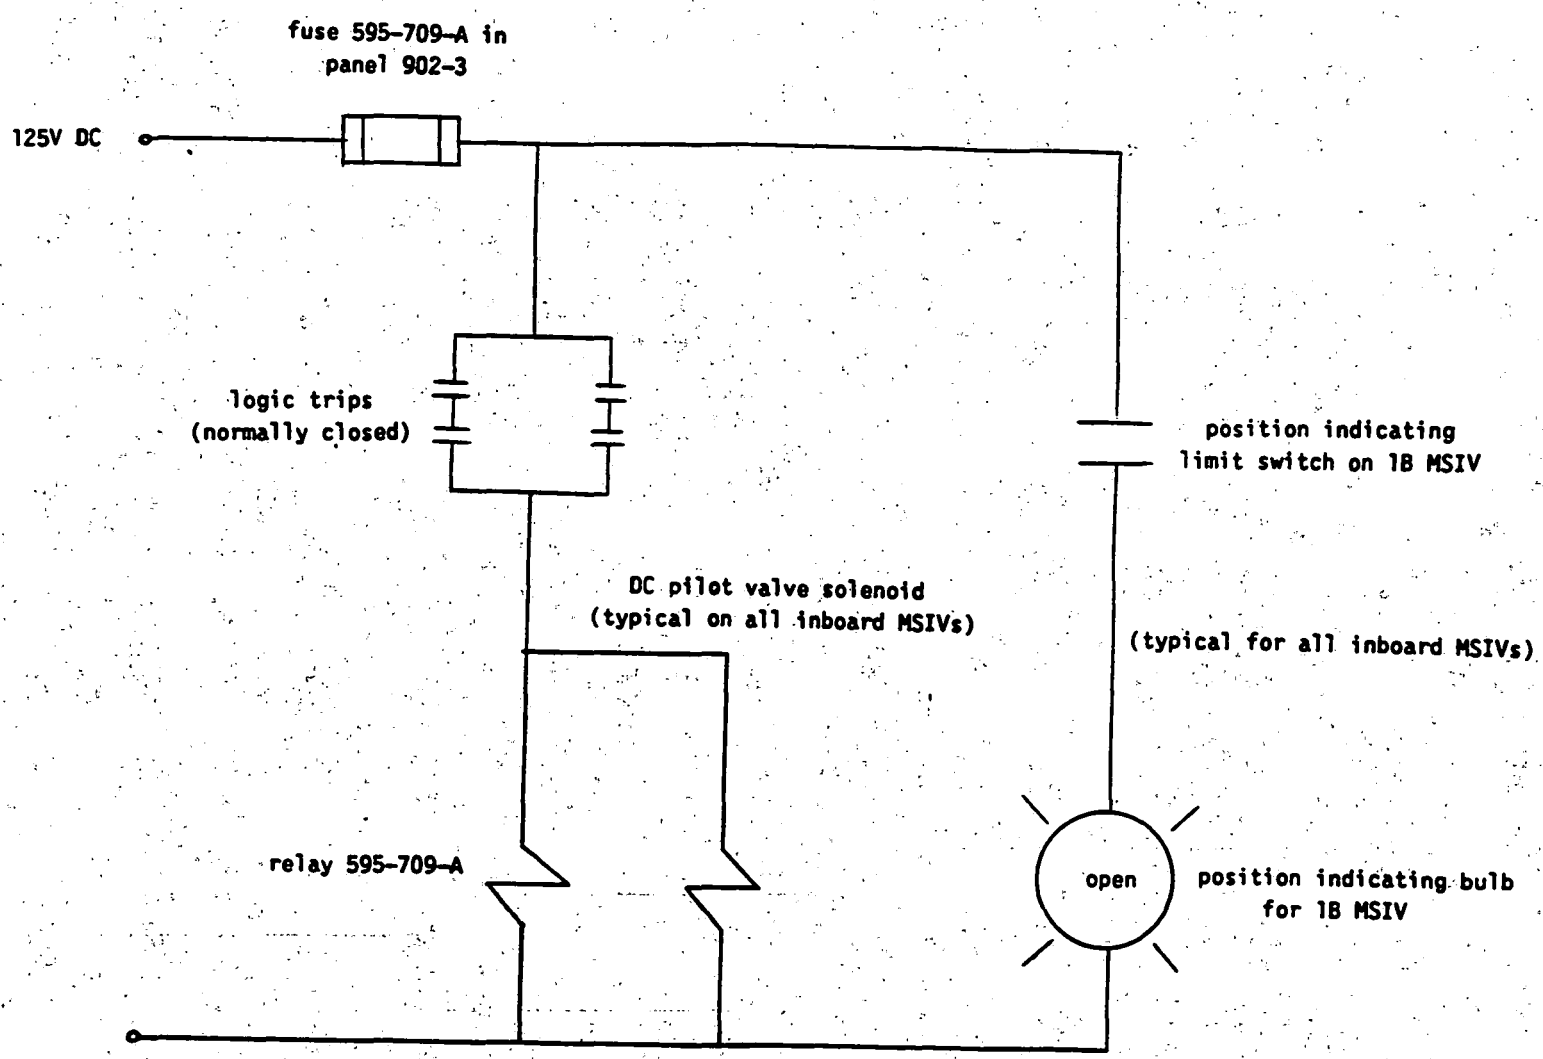 fuse 595-709-A in
panel 902-3
125V DC
logic trips
(normally closed)
position indicating
limit switch on 1B MSIV
DC pilot valve solenoid
(typical on all inboard MSIVs)
(typical for all inboard MSIVs)
relay 595-709-A
open
position indicating bulb
for 1B MSIV